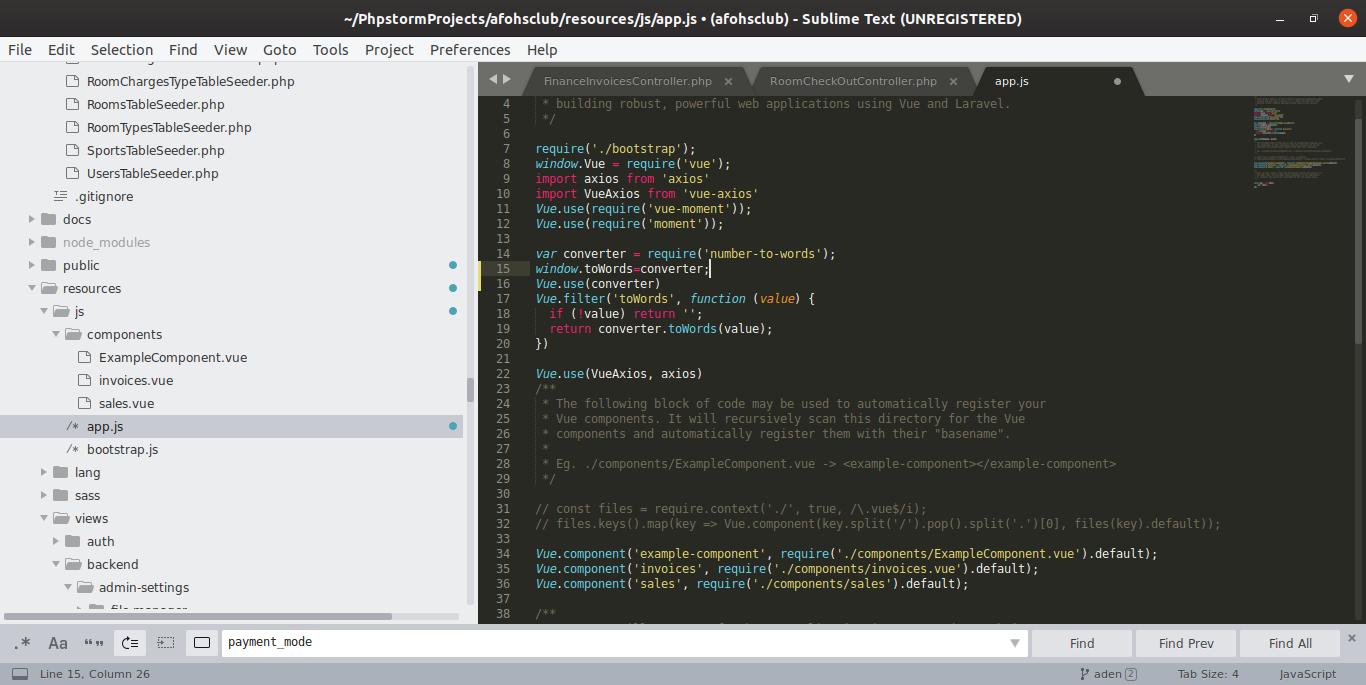 ~/PhpstormProjects/afohsclub/resources/js/app.js • (afohsclub) - Sublime Text (UNREGISTERED)
File Edit Selection Find View Goto Tools Project Preferences Help
RoomChargesTypeTableSeeder.php
RoomsTableSeeder.php
RoomTypesTableSeeder.php
SportsTableSeeder.php
UsersTableSeeder.php
.gitignore
docs
node_modules
public
resources
js
components
ExampleComponent.vue
invoices.vue
sales.vue
/* app.js
/* bootstrap.js
lang
sass
views
auth
backend
admin-settings
FinanceInvoicesController.php × RoomCheckOutController.php × app.js
4 * building robust, powerful web applications using Vue and Laravel.
5 */
6
7 require('./bootstrap');
8 window.Vue = require('vue');
9 import axios from 'axios'
10 import VueAxios from 'vue-axios'
11 Vue.use(require('vue-moment'));
12 Vue.use(require('moment'));
13
14 var converter = require('number-to-words');
15 window.toWords=converter;
16 Vue.use(converter)
17 Vue.filter('toWords', function (value) {
18 if (!value) return '';
19 return converter.toWords(value);
20 })
21
22 Vue.use(VueAxios, axios)
23 /**
24 * The following block of code may be used to automatically register your
25 * Vue components. It will recursively scan this directory for the Vue
26 * components and automatically register them with their "basename".
27 *
28 * Eg. ./components/ExampleComponent.vue -> <example-component></example-component>
29 */
30
31 // const files = require.context('./', true, /\.vue$/i);
32 // files.keys().map(key => Vue.component(key.split('/').pop().split('.')[0], files(key).default));
33
34 Vue.component('example-component', require('./components/ExampleComponent.vue').default);
35 Vue.component('invoices', require('./components/invoices.vue').default);
36 Vue.component('sales', require('./components/sales').default);
37
38 /**
.* Aa “” payment_mode Find Find Prev Find All ×
Line 15, Column 26 aden 2 Tab Size: 4 JavaScript